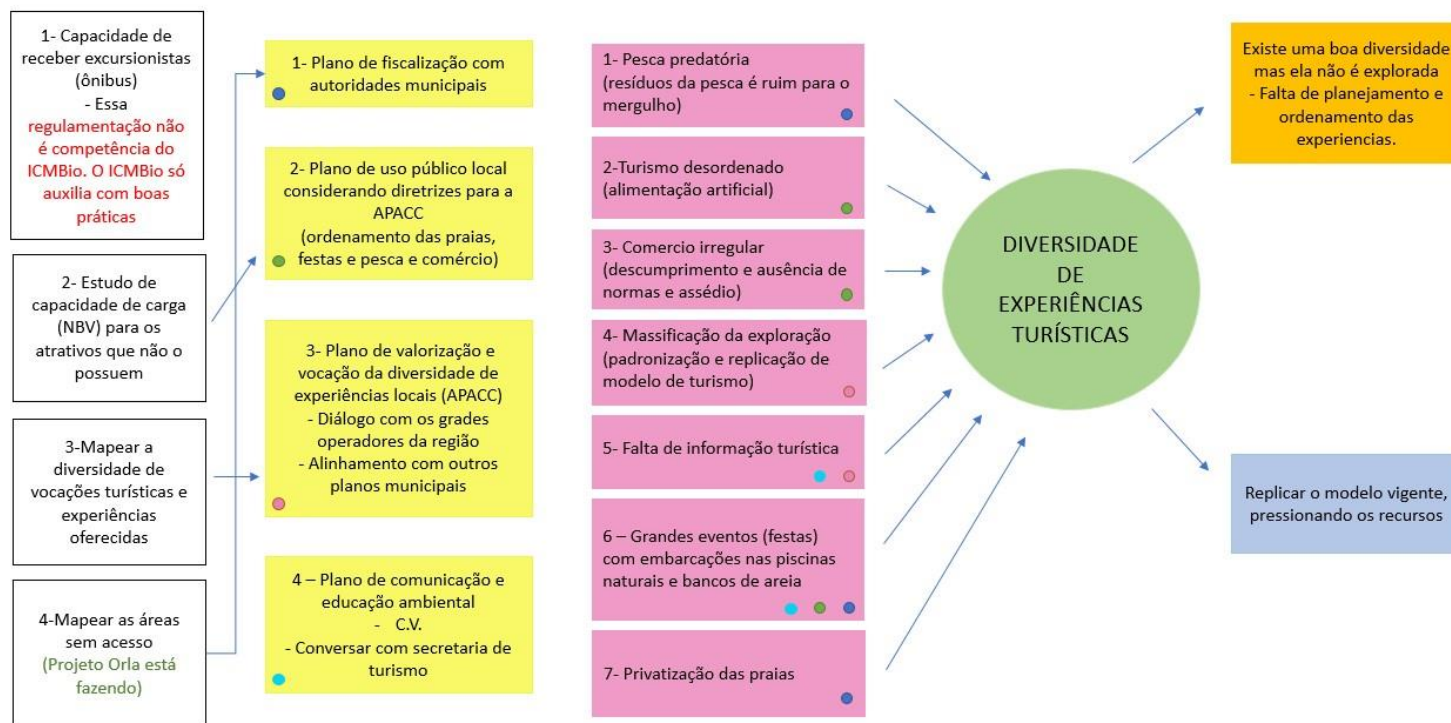 1- Capacidade de
receber excursionistas
(ônibus)
- Essa
regulamentação não
é competência do
ICMBio. O ICMBio só
auxilia com boas
práticas
2- Estudo de
capacidade de carga
(NBV) para os
atrativos que não o
possuem
3-Mapear a
diversidade de
vocações turísticas e
experiências
oferecidas
4-Mapear as áreas
sem acesso
(Projeto Orla está
fazendo)
1- Plano de fiscalização com
autoridades municipais
2- Plano de uso público local
considerando diretrizes para a
APACC
(ordenamento das praias,
festas e pesca e comércio)
3- Plano de valorização e
vocação da diversidade de
experiências locais (APACC)
- Diálogo com os grades
operadores da região
- Alinhamento com outros
planos municipais
4 – Plano de comunicação e
educação ambiental
- C.V.
- Conversar com secretaria de
turismo
1- Pesca predatória
(resíduos da pesca é ruim para o
mergulho)
2-Turismo desordenado
(alimentação artificial)
3- Comercio irregular
(descumprimento e ausência de
normas e assédio)
4- Massificação da exploração
(padronização e replicação de
modelo de turismo)
5- Falta de informação turística
6 – Grandes eventos (festas)
com embarcações nas piscinas
naturais e bancos de areia
7- Privatização das praias
DIVERSIDADE
DE
EXPERIÊNCIAS
TURÍSTICAS
Existe uma boa diversidade
mas ela não é explorada
- Falta de planejamento e
ordenamento das
experiencias.
Replicar o modelo vigente,
pressionando os recursos